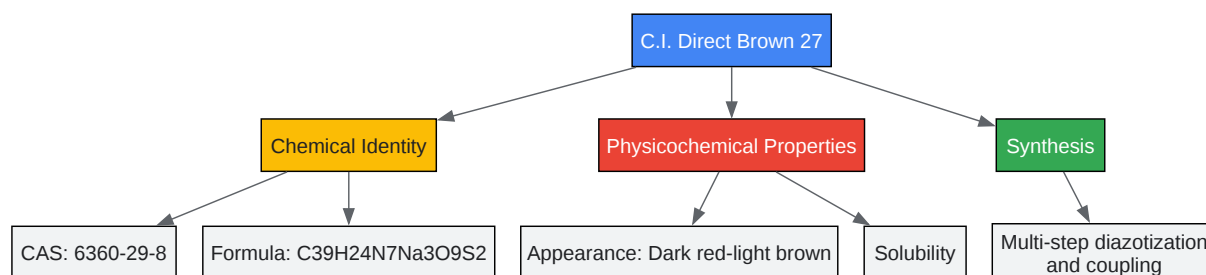 C.I. Direct Brown 27
Chemical Identity
Physicochemical Properties
Synthesis
CAS: 6360-29-8
Formula: C39H24N7Na3O9S2
Appearance: Dark red-light brown
Solubility
Multi-step diazotization
and coupling